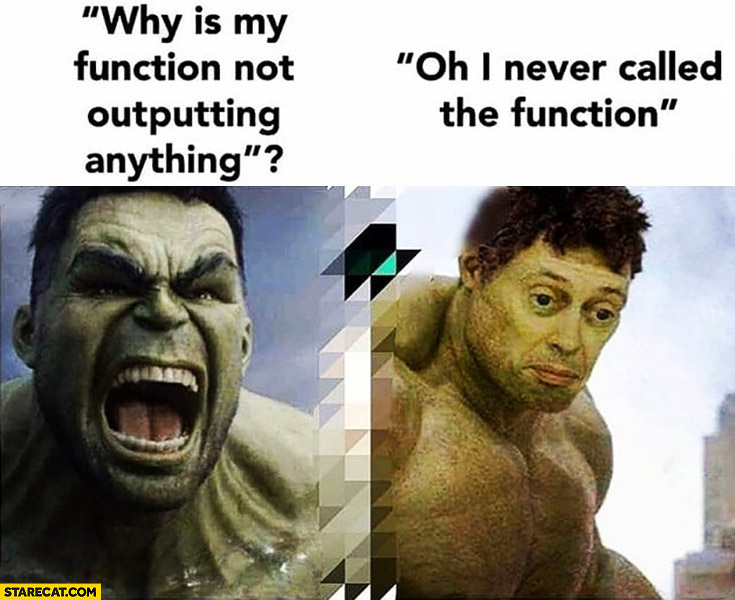 “Why is my
function not
outputting
anything”?
“Oh I never called
the function”
STARECAT.COM